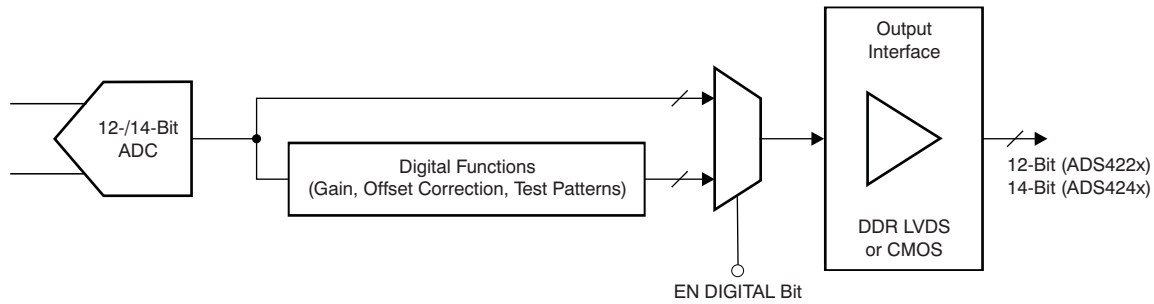 12-/14-Bit
ADC
Digital Functions
(Gain, Offset Correction, Test Patterns)
EN DIGITAL Bit
Output
Interface
DDR LVDS
or CMOS
12-Bit (ADS422x)
14-Bit (ADS424x)